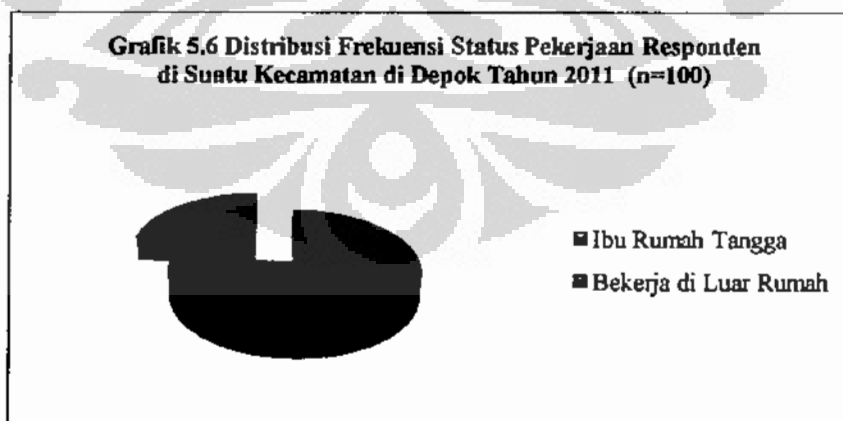 Grafik 5.6 Distribusi Frekuensi Status Pekerjaan Responden
di Suatu Kecamatan di Depok Tahun 2011 (n=100)
Ibu Rumah Tangga
Bekerja di Luar Rumah